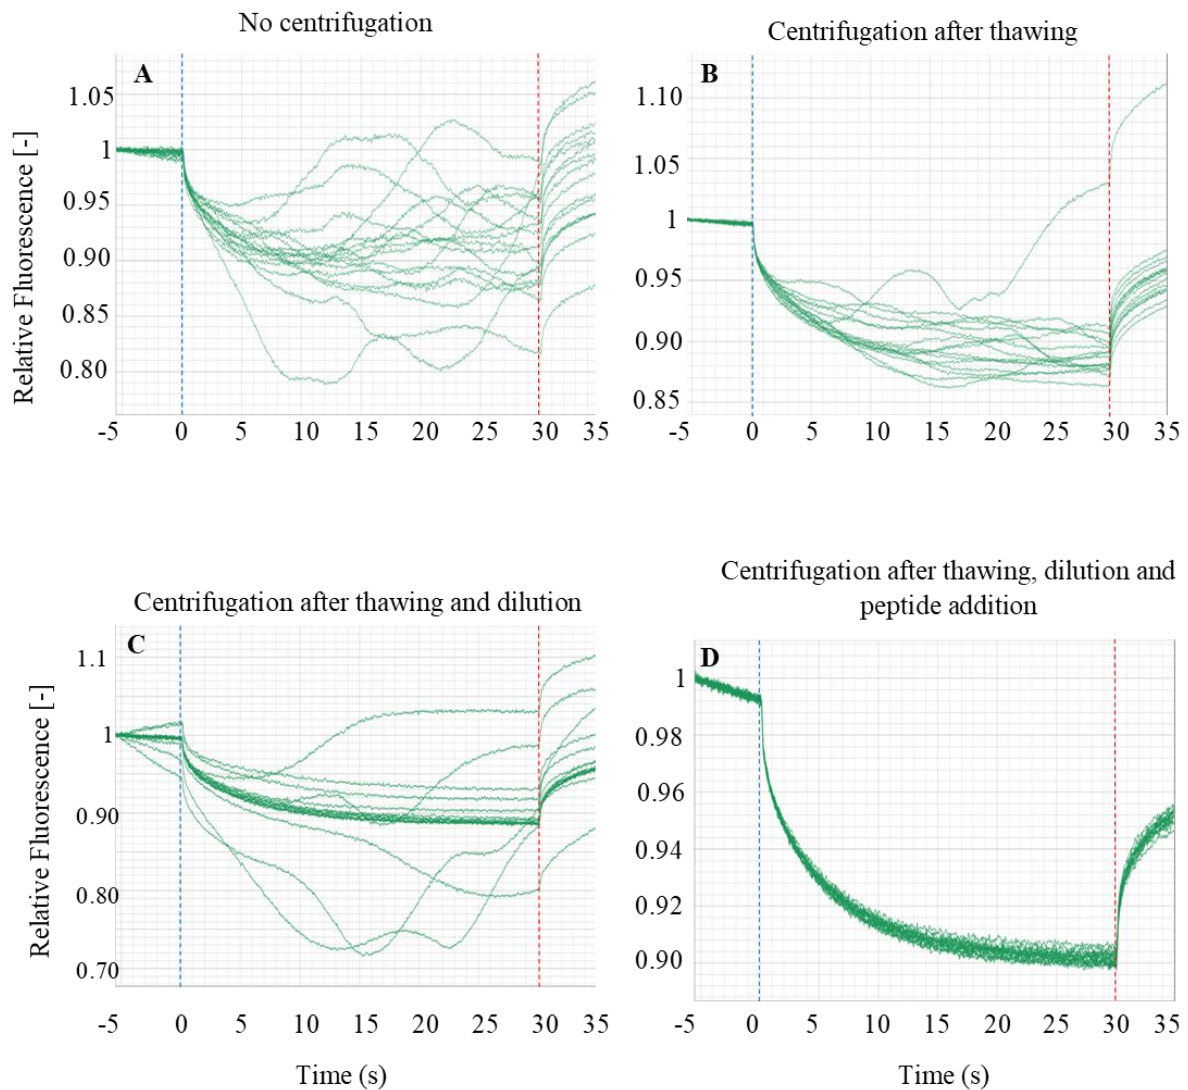 No centrifugation
Centrifugation after thawing
A
B
Relative Fluorescence [-]
1.05
1
0.95
0.90
0.85
0.80
-5 0 5 10 15 20 25 30 35
1.10
1.05
1
0.95
0.90
0.85
-5 0 5 10 15 20 25 30 35
Centrifugation after thawing and dilution
Centrifugation after thawing, dilution and
peptide addition
C
D
Relative Fluorescence [-]
1.1
1
0.90
0.80
0.70
-5 0 5 10 15 20 25 30 35
Time (s)
1
0.98
0.96
0.94
0.92
0.90
-5 0 5 10 15 20 25 30 35
Time (s)